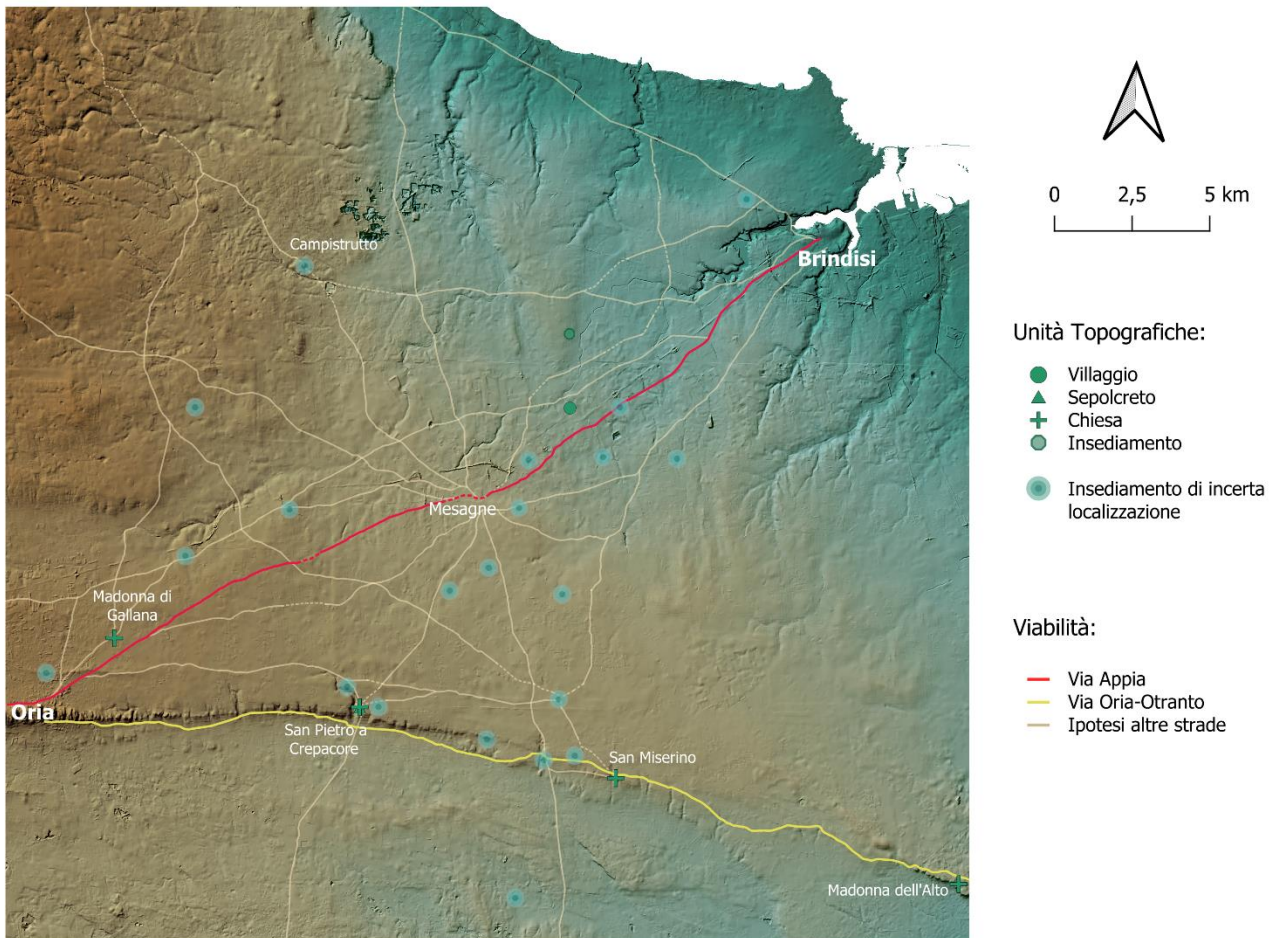 Campistrutto
Brindisi
Mesagne
Madonna di
Gallana
Oria
San Pietro a
Crepacore
San Miserino
Madonna dell'Alto
0 2,5 5 km
Unità Topografiche:
Villaggio
Sepolcreto
Chiesa
Insediamento
Insediamento di incerta
localizzazione
Viabilità:
Via Appia
Via Oria-Otranto
Ipotesi altre strade